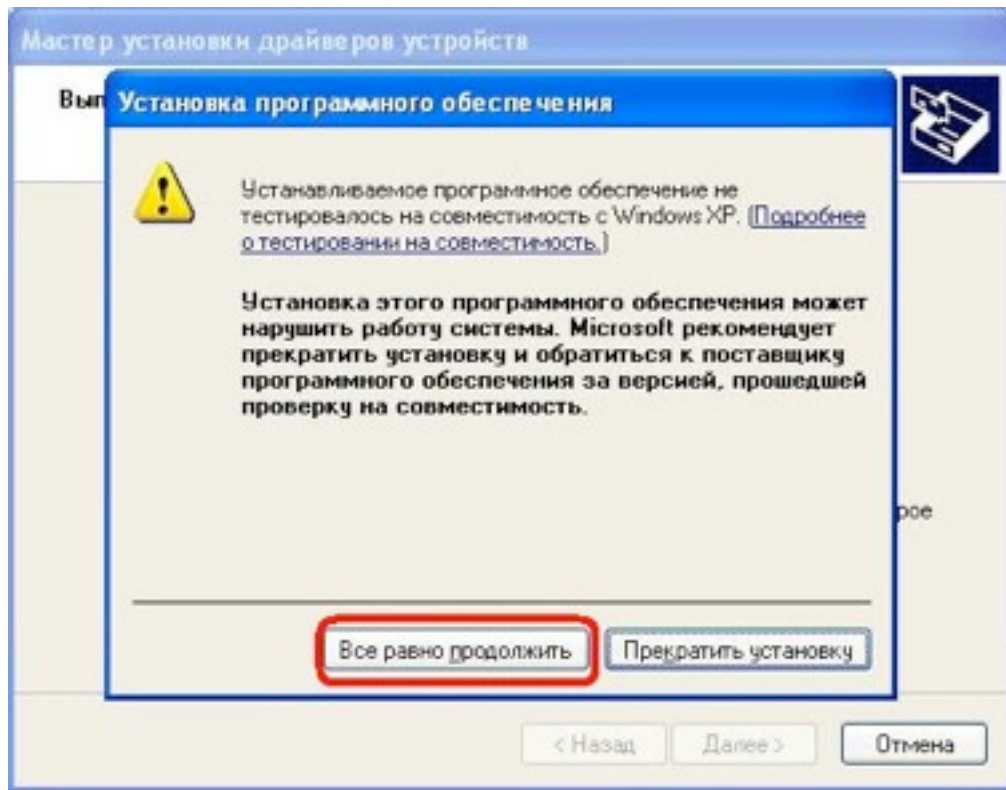 Мастер установки драйверов устройств
Вып
Установка программного обеспечения
Устанавливаемое программное обеспечение не
тестировалось на совместимость с Windows XP. (Подробнее
о тестировании на совместимость.)
Установка этого программного обеспечения может
нарушить работу системы. Microsoft рекомендует
прекратить установку и обратиться к поставщику
программного обеспечения за версией, прошедшей
проверку на совместимость.
рое
Все равно продолжить
Прекратить установку
< Назад
Далее >
Отмена